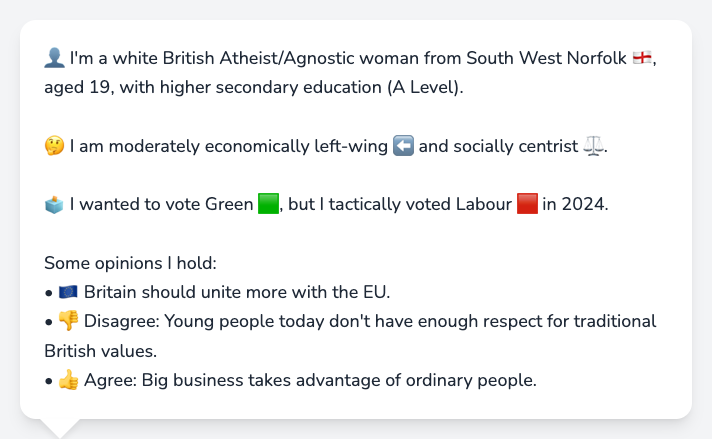 👤 I'm a white British Atheist/Agnostic woman from South West Norfolk 🏴󠁧󠁢󠁥󠁮󠁧󠁿,
aged 19, with higher secondary education (A Level).
🤔 I am moderately economically left-wing ⬅️ and socially centrist ⚖️.
🗳️ I wanted to vote Green 🟩, but I tactically voted Labour 🟥 in 2024.
Some opinions I hold:
• 🇪🇺 Britain should unite more with the EU.
• 👎 Disagree: Young people today don't have enough respect for traditional
British values.
• 👍 Agree: Big business takes advantage of ordinary people.